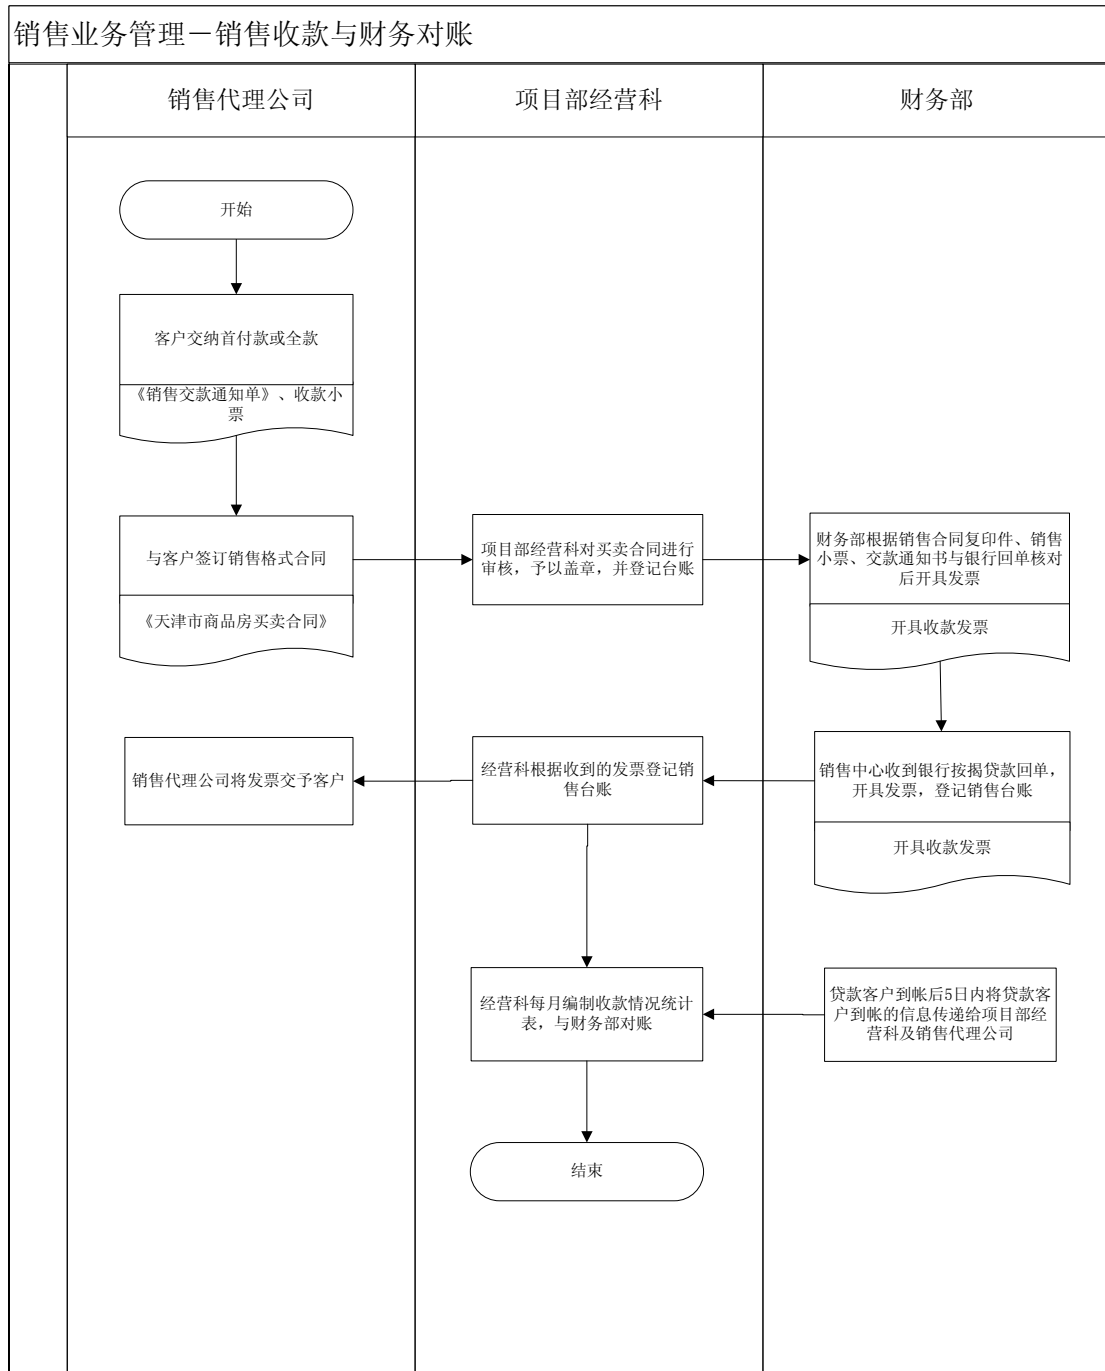 销售业务管理－销售收款与财务对账
销售代理公司
项目部经营科
财务部
开始
客户交纳首付款或全款
《销售交款通知单》、收款小
票
与客户签订销售格式合同
《天津市商品房买卖合同》
项目部经营科对买卖合同进行
审核，予以盖章，并登记台账
财务部根据销售合同复印件、销售
小票、交款通知书与银行回单核对
后开具发票
开具收款发票
销售代理公司将发票交予客户
经营科根据收到的发票登记销
售台账
销售中心收到银行按揭贷款回单，
开具发票，登记销售台账
开具收款发票
经营科每月编制收款情况统计
表，与财务部对账
贷款客户到帐后5日内将贷款客
户到帐的信息传递给项目部经
营科及销售代理公司
结束